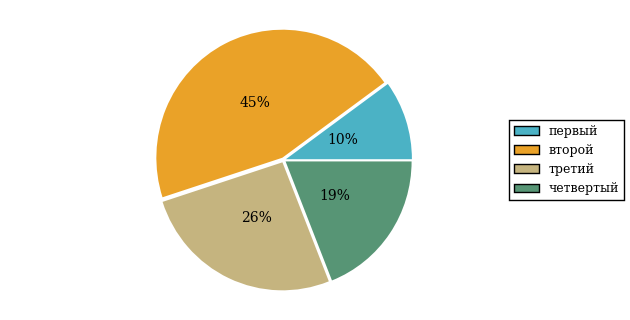 45%
10%
19%
26%
первый
второй
третий
четвертый